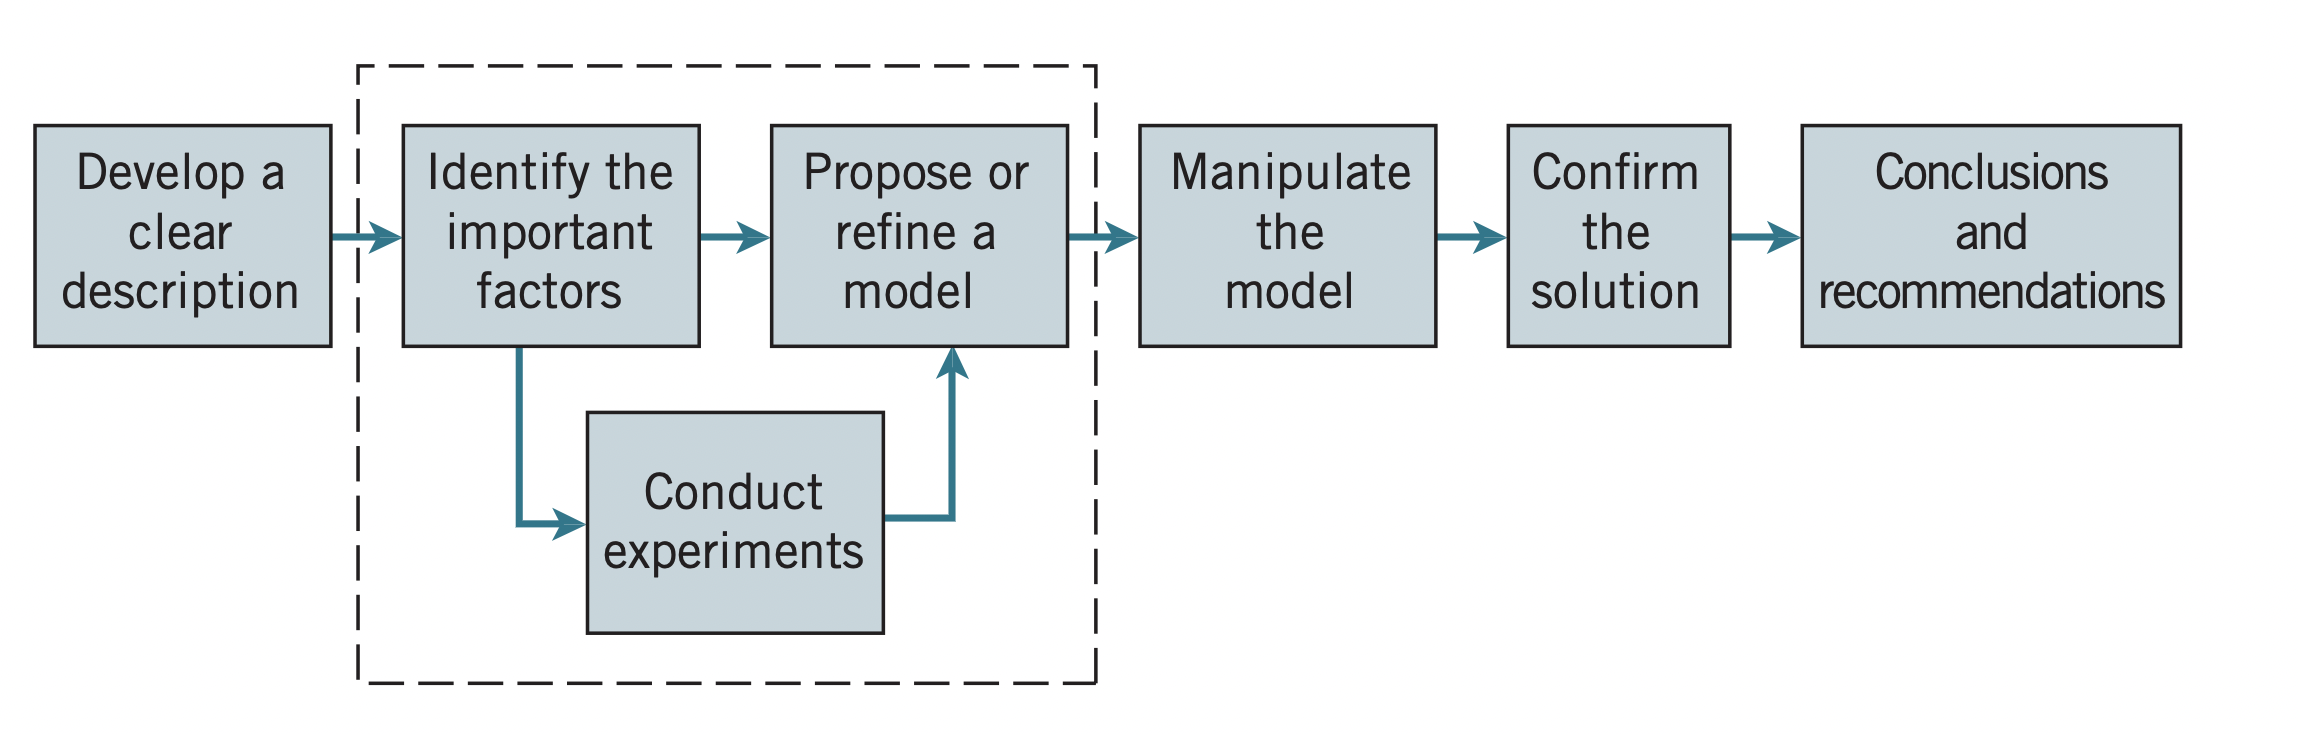 Develop a
clear
description
Identify the
important
factors
Propose or
refine a
model
Manipulate
the
model
Confirm
the
solution
Conclusions
and
recommendations
Conduct
experiments